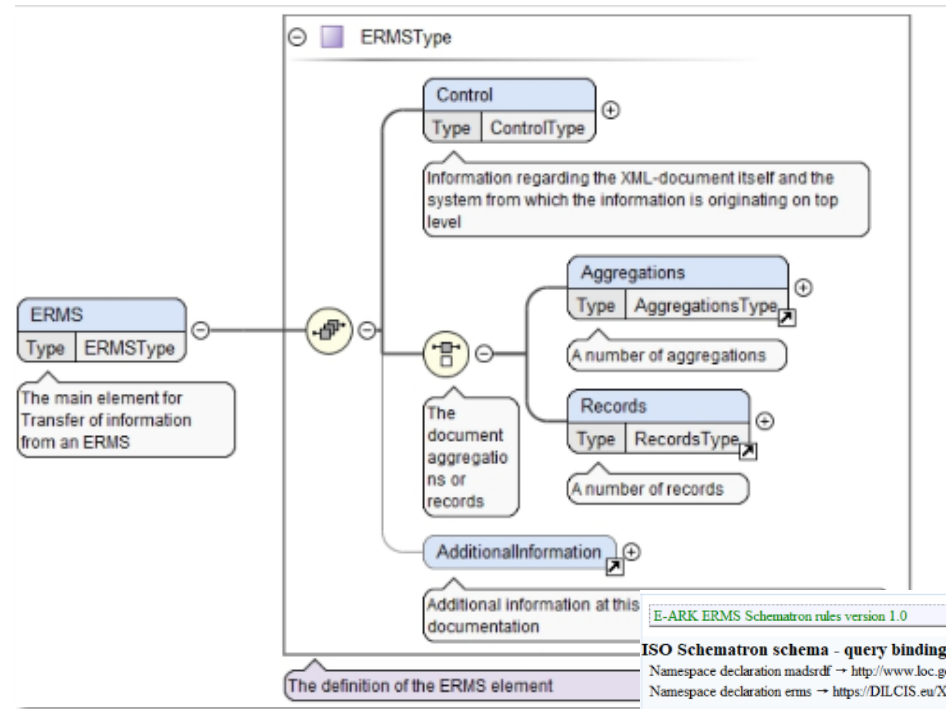 ERMSType
Control
Type ControlType
Information regarding the XML-document itself and the
system from which the information is originating on top
level
Aggregations
Type AggregationsType
A number of aggregations
ERMS
Type ERMSType
The main element for
Transfer of information
from an ERMS
The
document
aggregatio
ns or
records
Records
Type RecordsType
A number of records
AdditionalInformation
Additional information at this
documentation
The definition of the ERMS element
E-ARK ERMS Schematron rules version 1.0
ISO Schematron schema - query binding
Namespace declaration madsrdf → http://www.loc.go
Namespace declaration erms → https://DILCIS.eu/X